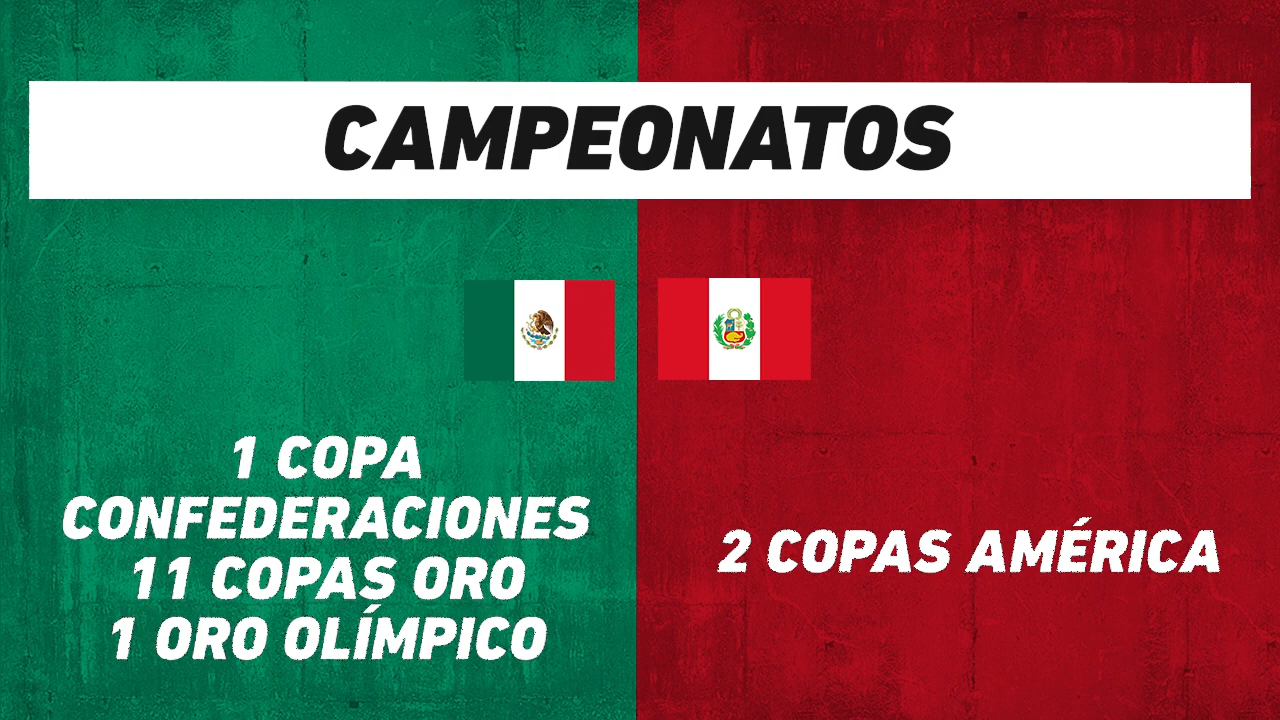 CAMPEONATOS
1 COPA
CONFEDERACIONES
11 COPAS ORO
1 ORO OLÍMPICO
2 COPAS AMÉRICA